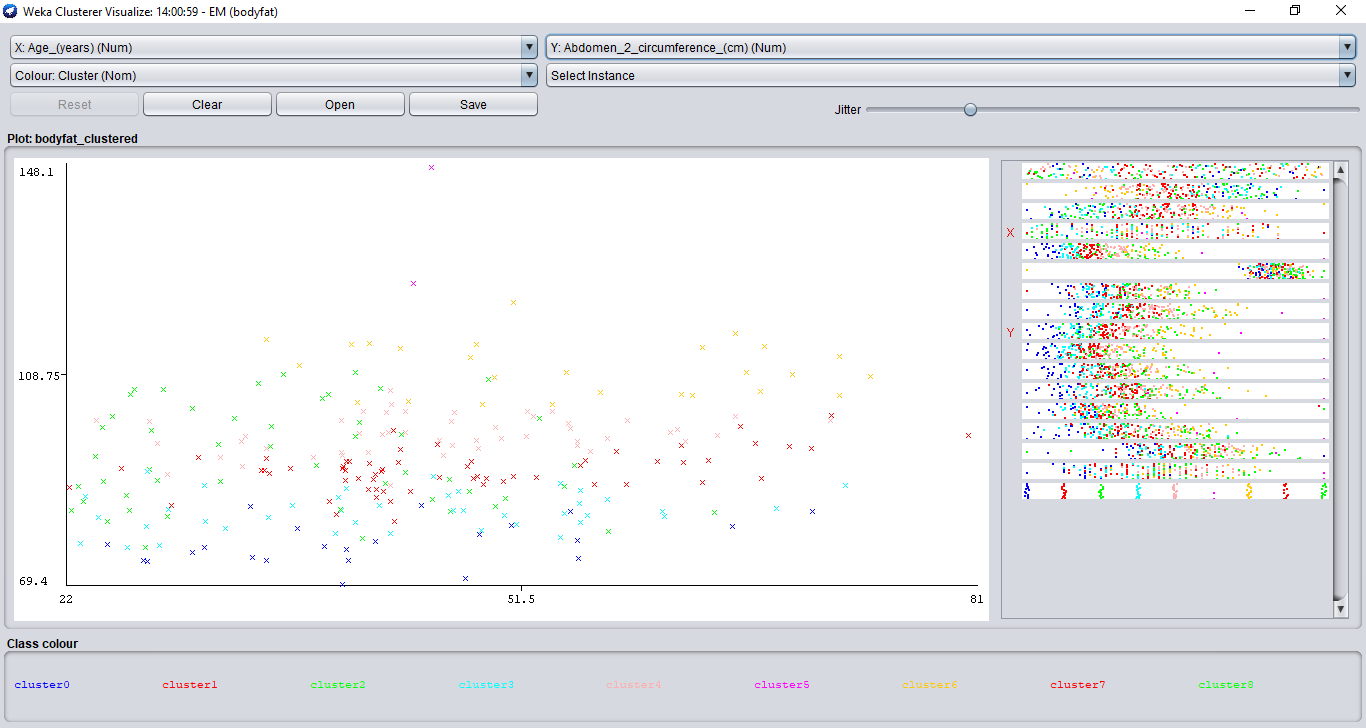 Weka Clusterer Visualize: 14:00:59 - EM (bodyfat)
X: Age_(years) (Num)
Y: Abdomen_2_circumference_(cm) (Num)
Colour: Cluster (Nom)
Select Instance
Reset
Clear
Open
Save
Jitter
Plot: bodyfat_clustered
148.1
108.75
69.4
22
51.5
81
X
Y
Class colour
cluster0
cluster1
cluster2
cluster3
cluster4
cluster5
cluster6
cluster7
cluster8